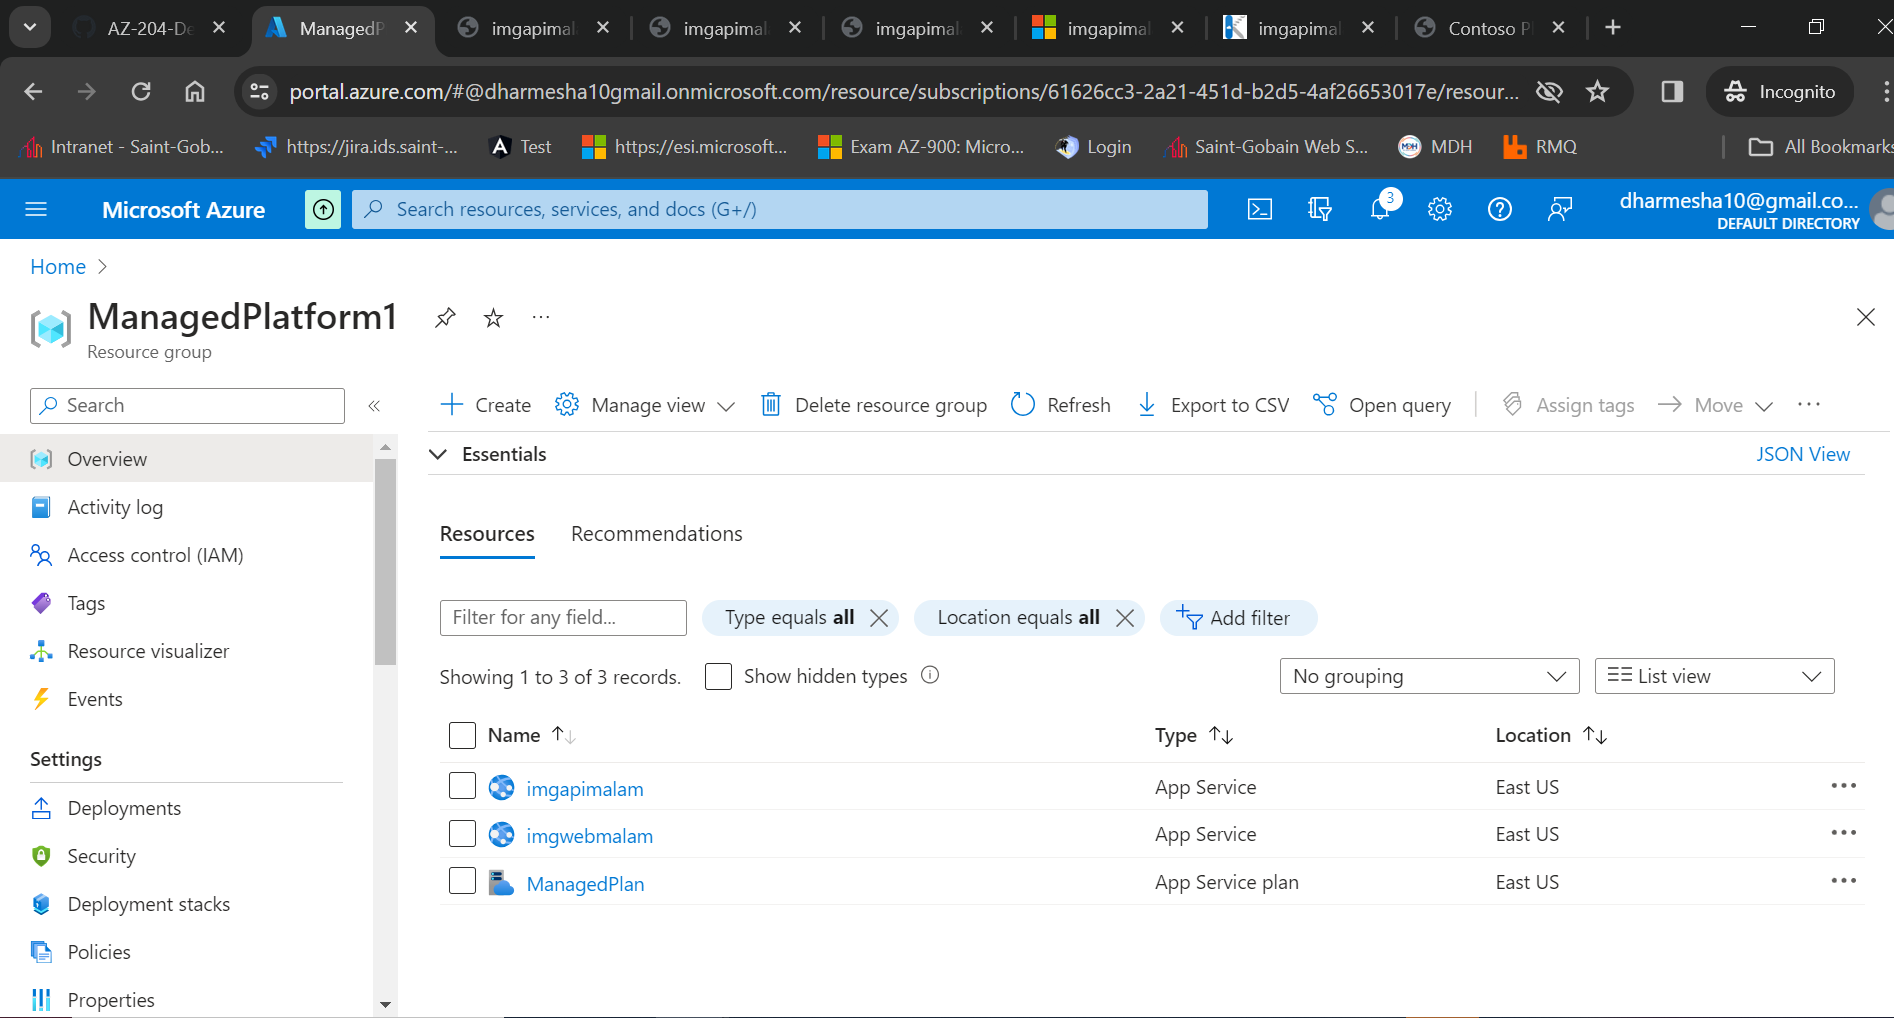 AZ-204-De
ManagedP
imgapimal
imgapimal
imgapimal
imgapimal
imgapimal
Contoso P
portal.azure.com/#@dharmesha10gmail.onmicrosoft.com/resource/subscriptions/61626cc3-2a21-451d-b2d5-4af26653017e/resour...
Incognito
Intranet - Saint-Gob...
https://jira.ids.saint-...
Test
https://esi.microsoft...
Exam AZ-900: Micro...
Login
Saint-Gobain Web S...
MDH
MDH
RMQ
All Bookmarks
Microsoft Azure
Search resources, services, and docs (G+/)
3
dharmesha10@gmail.co...
DEFAULT DIRECTORY
Home
ManagedPlatform1
Resource group
Search
Create
Manage view
Delete resource group
Refresh
Export to CSV
Open query
Assign tags
Move
Overview
Activity log
Access control (IAM)
Tags
Resource visualizer
Events
Settings
Deployments
Security
Deployment stacks
Policies
Properties
Essentials
JSON View
Resources
Recommendations
Filter for any field...
Type equals all
Location equals all
Add filter
Showing 1 to 3 of 3 records.
Show hidden types
No grouping
List view
Name
Type
Location
imgapimalam
App Service
East US
imgwebmalam
App Service
East US
ManagedPlan
App Service plan
East US